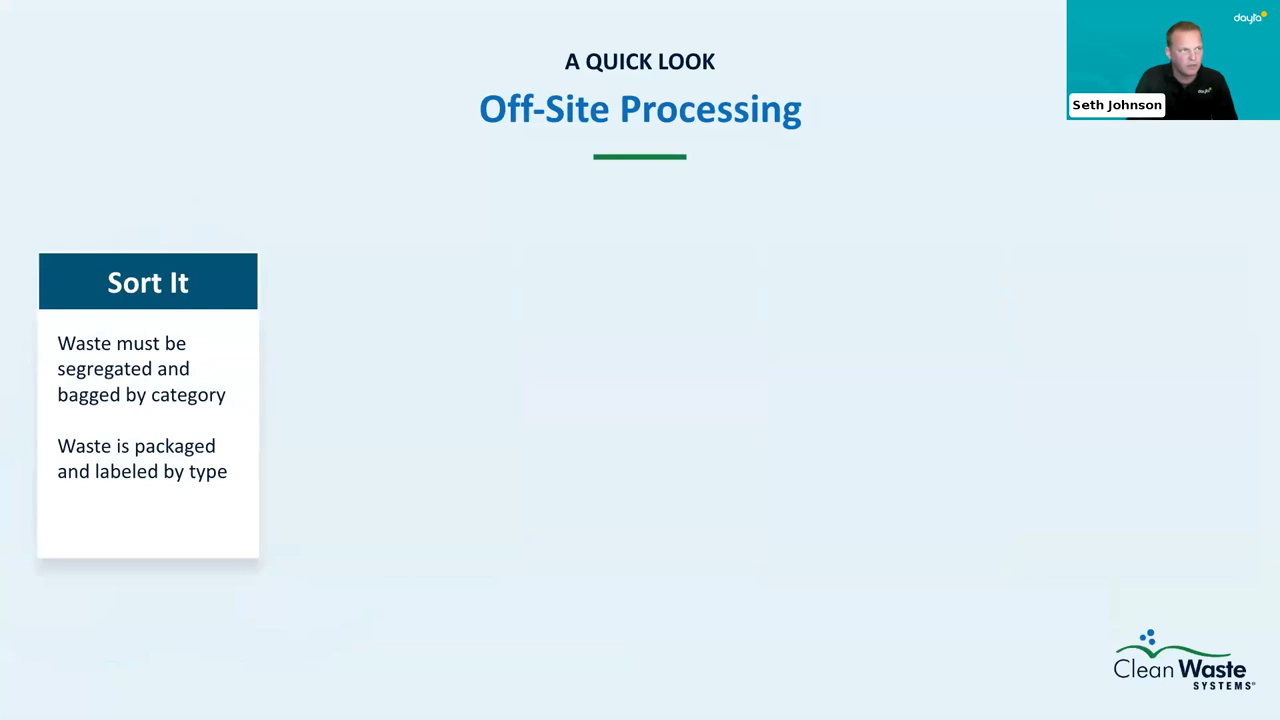 A QUICK LOOK
Off-Site Processing
dayta
Seth Johnson
Sort It
Waste must be
segregated and
bagged by category
Waste is packaged
and labeled by type
Clean Waste
SYSTEMS